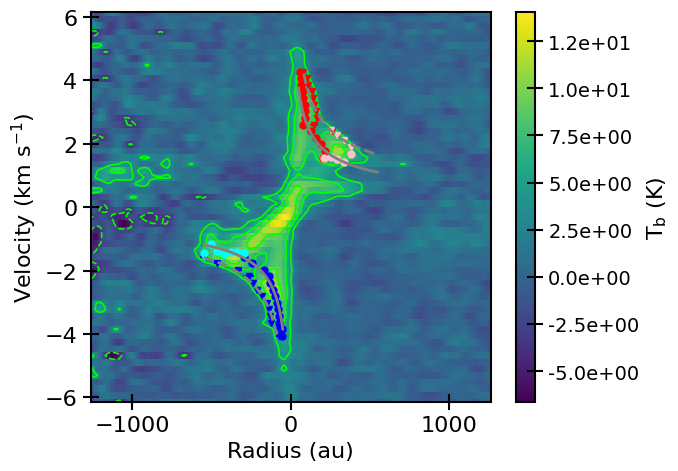 6
4
2
0
−2
−4
−6
Velocity (km s⁻¹)
−1000
0
1000
Radius (au)
1.2e+01
1.0e+01
7.5e+00
5.0e+00
2.5e+00
0.0e+00
-2.5e+00
-5.0e+00
T_b (K)